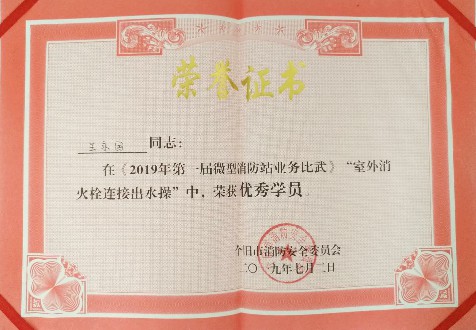 荣誉证书
同志：
在《2019年第一届微型消防站业务比武》“室外消
火栓连接出水操”中，荣获优秀学员
个旧市消防安全委员会
二〇一九年七月二日